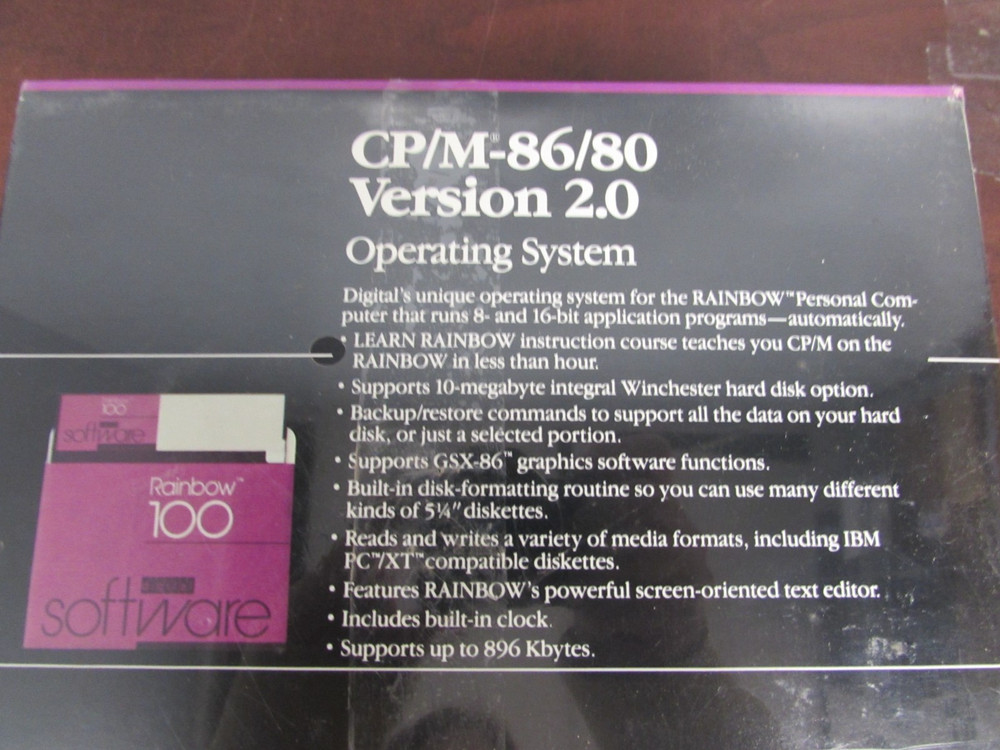 CP/M®-86/80
Version 2.0
Operating System
Digital's unique operating system for the RAINBOW™ Personal Com-
puter that runs 8- and 16-bit application programs—automatically.
• LEARN RAINBOW instruction course teaches you CP/M on the
RAINBOW in less than hour.
• Supports 10-megabyte integral Winchester hard disk option.
• Backup/restore commands to support all the data on your hard
disk, or just a selected portion.
• Supports GSX-86™ graphics software functions.
• Built-in disk-formatting routine so you can use many different
kinds of 5¼" diskettes.
• Reads and writes a variety of media formats, including IBM
PC™/XT™ compatible diskettes.
• Features RAINBOW's powerful screen-oriented text editor.
• Includes built-in clock.
• Supports up to 896 Kbytes.
100
software
Rainbow™
100
software